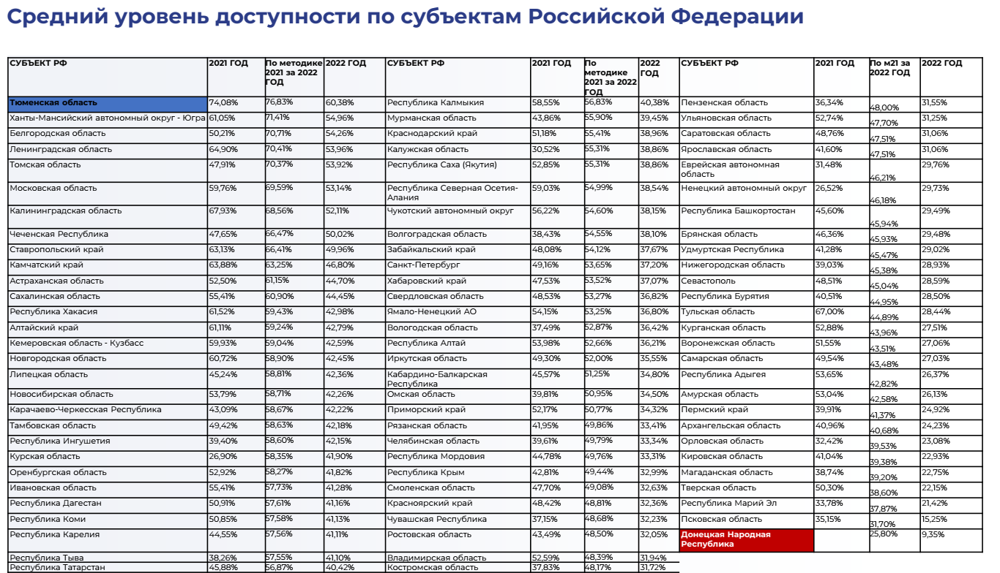 Средний уровень доступности по субъектам Российской Федерации
СУБЪЕКТ РФ 2021 ГОД По методике 2021 за 2022 ГОД 2022 ГОД СУБЪЕКТ РФ 2021 ГОД По методике 2021 за 2022 ГОД 2022 ГОД СУБЪЕКТ РФ 2021 ГОД По м21 за 2022 ГОД 2022 ГОД
Тюменская область 74,08% 76,83% 60,38% Республика Калмыкия 58,55% 56,83% 40,38% Пензенская область 36,34% 48,00% 31,55%
Ханты-Мансийский автономный округ - Югра 61,05% 71,41% 54,96% Мурманская область 43,86% 55,90% 39,45% Ульяновская область 52,74% 47,70% 31,25%
Белгородская область 50,21% 70,71% 54,26% Краснодарский край 51,18% 55,41% 38,96% Саратовская область 48,76% 47,51% 31,06%
Ленинградская область 64,90% 70,41% 53,96% Калужская область 30,52% 55,31% 38,86% Ярославская область 41,60% 47,51% 31,06%
Томская область 47,91% 70,37% 53,92% Республика Саха (Якутия) 52,85% 55,31% 38,86% Еврейская автономная область 31,48% 46,21% 29,76%
Московская область 59,76% 69,59% 53,14% Республика Северная Осетия-Алания 59,03% 54,99% 38,54% Ненецкий автономный округ 26,52% 46,18% 29,73%
Калининградская область 67,93% 68,56% 52,11% Чукотский автономный округ 56,22% 54,60% 38,15% Республика Башкортостан 45,60% 45,94% 29,49%
Чеченская Республика 47,65% 66,47% 50,02% Волгоградская область 38,43% 54,55% 38,10% Брянская область 46,36% 45,93% 29,48%
Ставропольский край 63,13% 66,41% 49,96% Забайкальский край 48,08% 54,12% 37,67% Удмуртская Республика 41,28% 45,47% 29,02%
Камчатский край 63,88% 63,25% 46,80% Санкт-Петербург 49,16% 53,65% 37,20% Нижегородская область 39,03% 45,38% 28,93%
Астраханская область 52,50% 61,15% 44,70% Хабаровский край 47,53% 53,52% 37,07% Севастополь 48,51% 45,04% 28,59%
Сахалинская область 55,41% 60,90% 44,45% Свердловская область 48,53% 53,27% 36,82% Республика Бурятия 40,51% 44,95% 28,50%
Республика Хакасия 61,52% 59,43% 42,98% Ямало-Ненецкий АО 54,15% 53,25% 36,80% Тульская область 67,00% 44,89% 28,44%
Алтайский край 61,11% 59,24% 42,79% Вологодская область 37,49% 52,87% 36,42% Курганская область 52,88% 43,96% 27,51%
Кемеровская область - Кузбасс 59,93% 59,04% 42,59% Республика Алтай 53,98% 52,66% 36,21% Воронежская область 51,55% 43,51% 27,06%
Новгородская область 60,72% 58,90% 42,45% Иркутская область 49,30% 52,00% 35,55% Самарская область 49,54% 43,48% 27,03%
Липецкая область 45,24% 58,81% 42,36% Кабардино-Балкарская Республика 45,57% 51,25% 34,80% Республика Адыгея 53,65% 42,82% 26,37%
Новосибирская область 53,79% 58,71% 42,26% Омская область 39,81% 50,95% 34,50% Амурская область 53,04% 42,58% 26,13%
Карачаево-Черкесская Республика 43,09% 58,67% 42,22% Приморский край 52,17% 50,77% 34,32% Пермский край 39,91% 41,37% 24,92%
Тамбовская область 49,42% 58,63% 42,18% Рязанская область 41,95% 49,86% 33,41% Архангельская область 40,96% 40,68% 24,23%
Республика Ингушетия 39,40% 58,60% 42,15% Челябинская область 39,61% 49,79% 33,34% Орловская область 32,42% 39,53% 23,08%
Курская область 26,90% 58,35% 41,90% Республика Мордовия 44,78% 49,76% 33,31% Кировская область 41,04% 39,38% 22,93%
Оренбургская область 52,92% 58,27% 41,82% Республика Крым 42,81% 49,44% 32,99% Магаданская область 38,74% 39,20% 22,75%
Ивановская область 55,41% 57,73% 41,28% Смоленская область 47,70% 49,08% 32,63% Тверская область 50,30% 38,60% 22,15%
Республика Дагестан 50,91% 57,61% 41,16% Красноярский край 48,42% 48,81% 32,36% Республика Марий Эл 33,78% 37,87% 21,42%
Республика Коми 50,85% 57,58% 41,13% Чувашская Республика 37,15% 48,68% 32,23% Псковская область 35,15% 31,70% 15,25%
Республика Карелия 44,55% 57,56% 41,11% Ростовская область 43,49% 48,50% 32,05% Донецкая Народная Республика 25,80% 9,35%
Республика Тыва 38,26% 57,55% 41,10% Владимирская область 52,59% 48,39% 31,94%
Республика Татарстан 45,88% 56,87% 40,42% Костромская область 37,83% 48,17% 31,72%